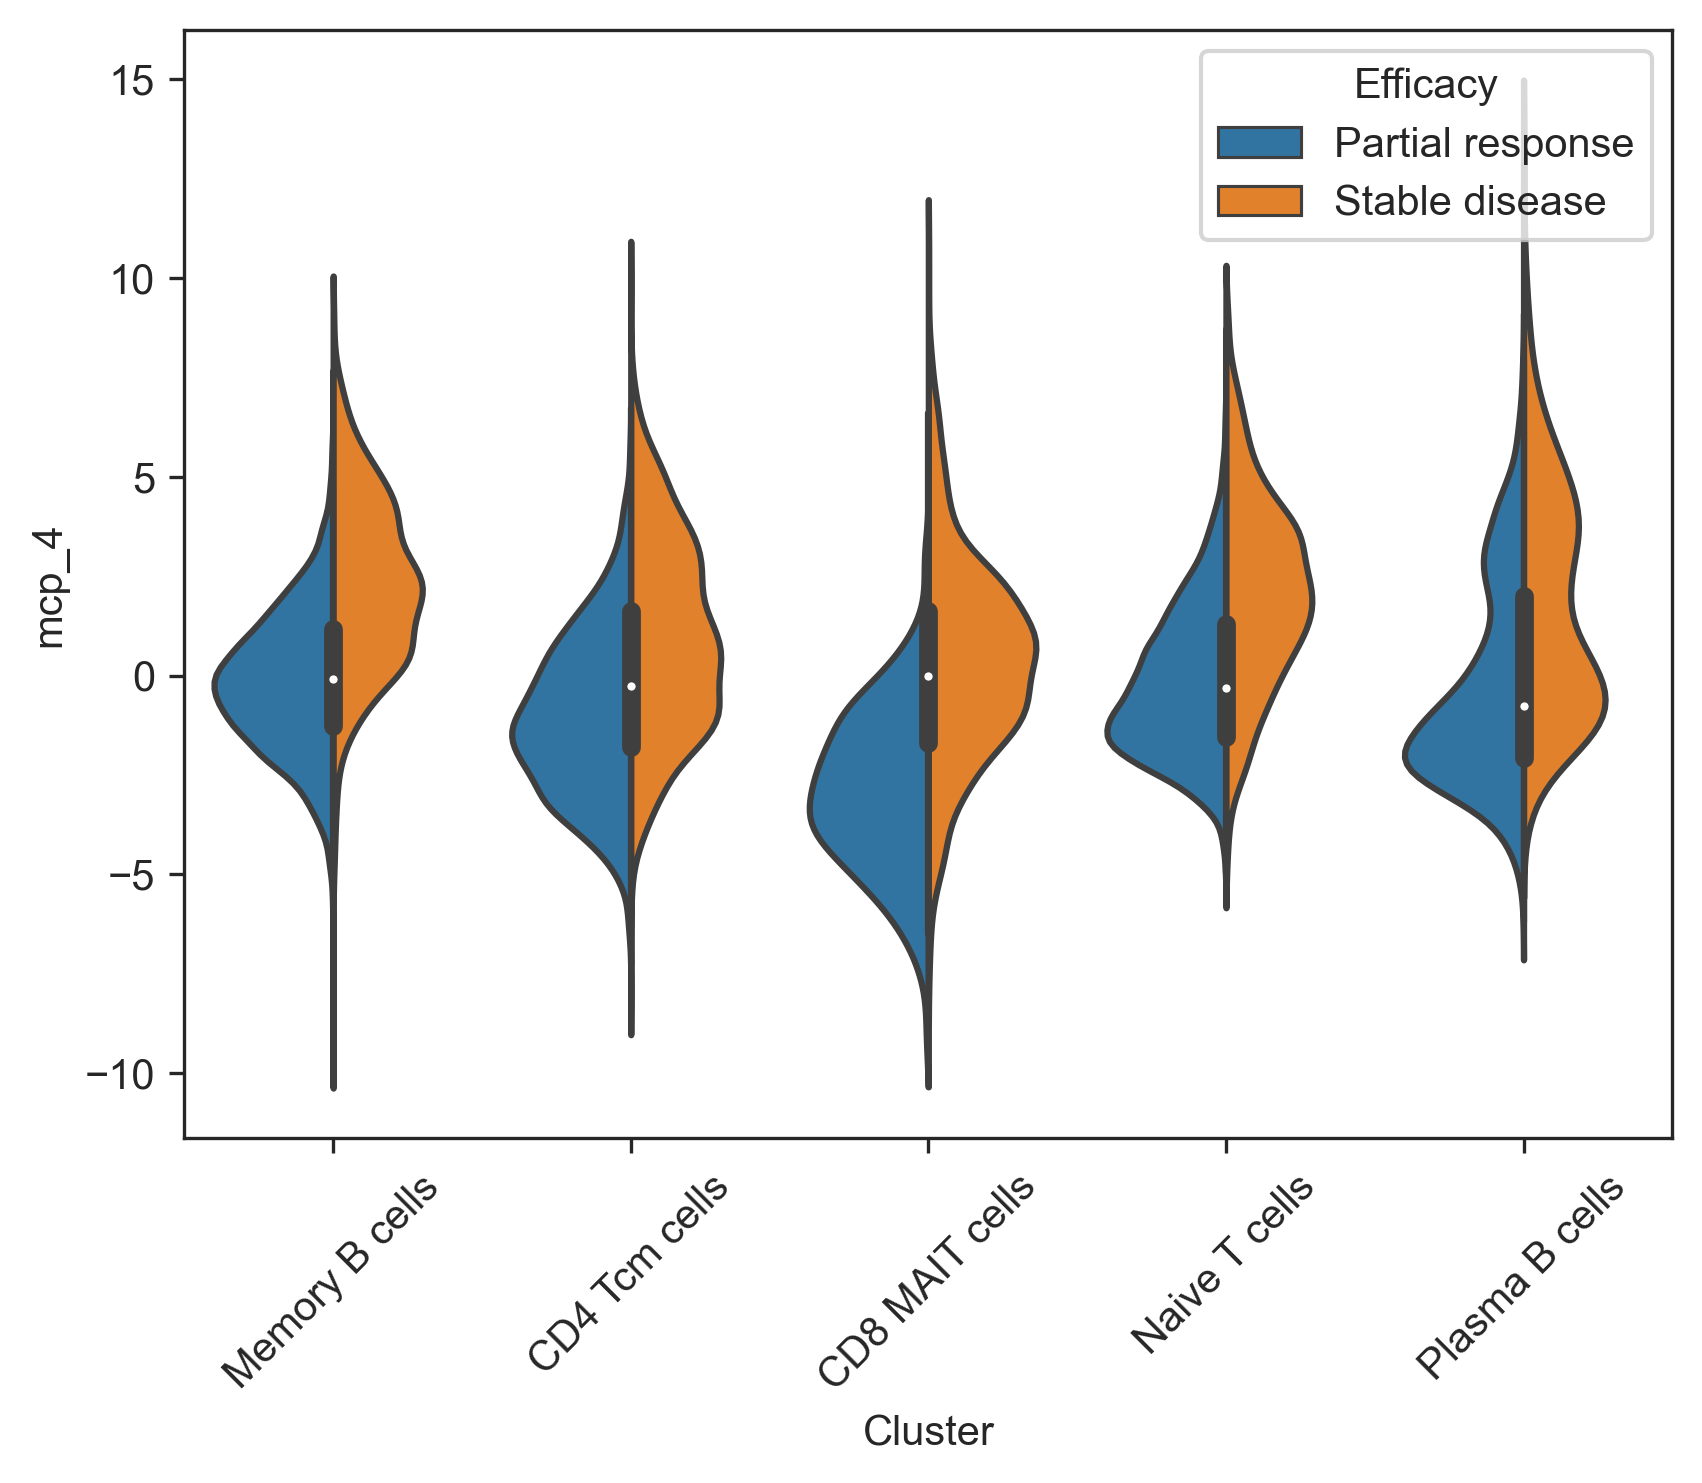 Efficacy
Partial response
Stable disease
15
10
5
0
−5
−10
mcp_4
Memory B cells
CD4 Tcm cells
CD8 MAIT cells
Naive T cells
Plasma B cells
Cluster